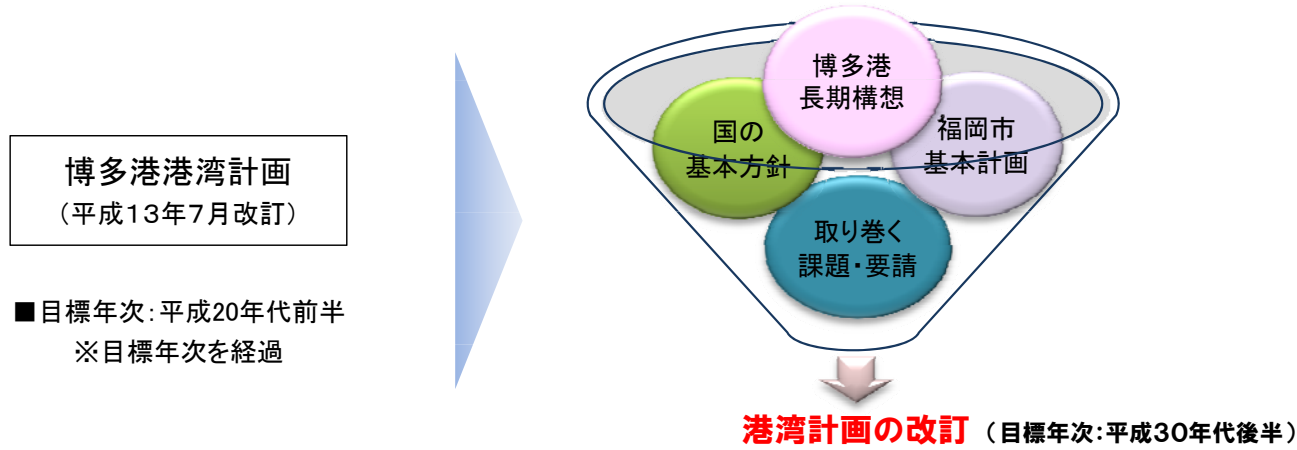 博多港港湾計画
（平成１３年７月改訂）
■目標年次：平成20年代前半
※目標年次を経過
博多港
長期構想
国の
基本方針
福岡市
基本計画
取り巻く
課題・要請
港湾計画の改訂（目標年次：平成３０年代後半）